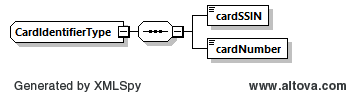 cardSSIN
CardIdentifierType
cardNumber
Generated by XMLSpy
www.altova.com